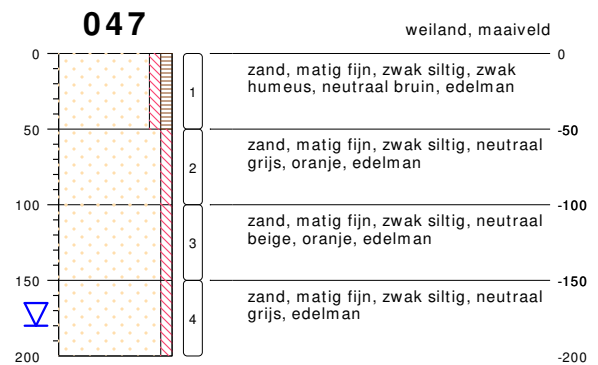 047
weiland, maaiveld
0
0
zand, matig fijn, zwak siltig, zwak
humeus, neutraal bruin, edelman
1
50
-50
zand, matig fijn, zwak siltig, neutraal
grijs, oranje, edelman
2
100
-100
zand, matig fijn, zwak siltig, neutraal
beige, oranje, edelman
3
150
-150
zand, matig fijn, zwak siltig, neutraal
grijs, edelman
4
200
-200